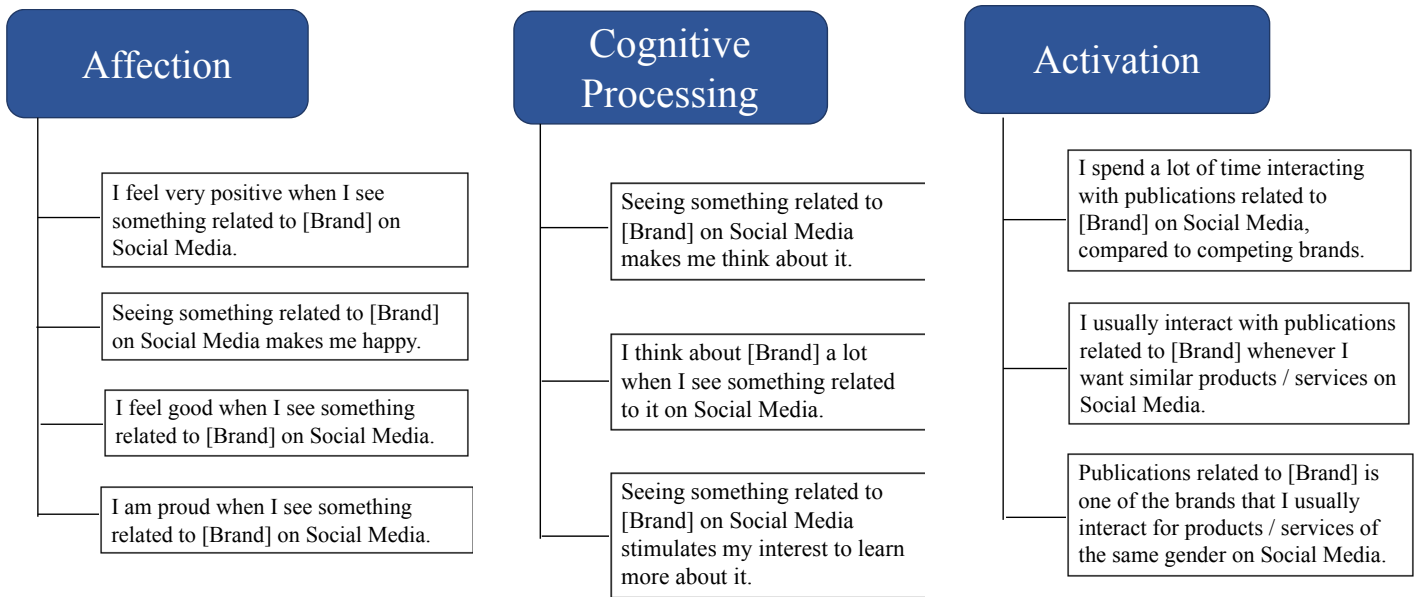 Affection
I feel very positive when I see
something related to [Brand] on
Social Media.
Seeing something related to [Brand]
on Social Media makes me happy.
I feel good when I see something
related to [Brand] on Social Media.
I am proud when I see something
related to [Brand] on Social Media.
Cognitive
Processing
Seeing something related to
[Brand] on Social Media
makes me think about it.
I think about [Brand] a lot
when I see something related
to it on Social Media.
Seeing something related to
[Brand] on Social Media
stimulates my interest to learn
more about it.
Activation
I spend a lot of time interacting
with publications related to
[Brand] on Social Media,
compared to competing brands.
I usually interact with publications
related to [Brand] whenever I
want similar products / services on
Social Media.
Publications related to [Brand] is
one of the brands that I usually
interact for products / services of
the same gender on Social Media.